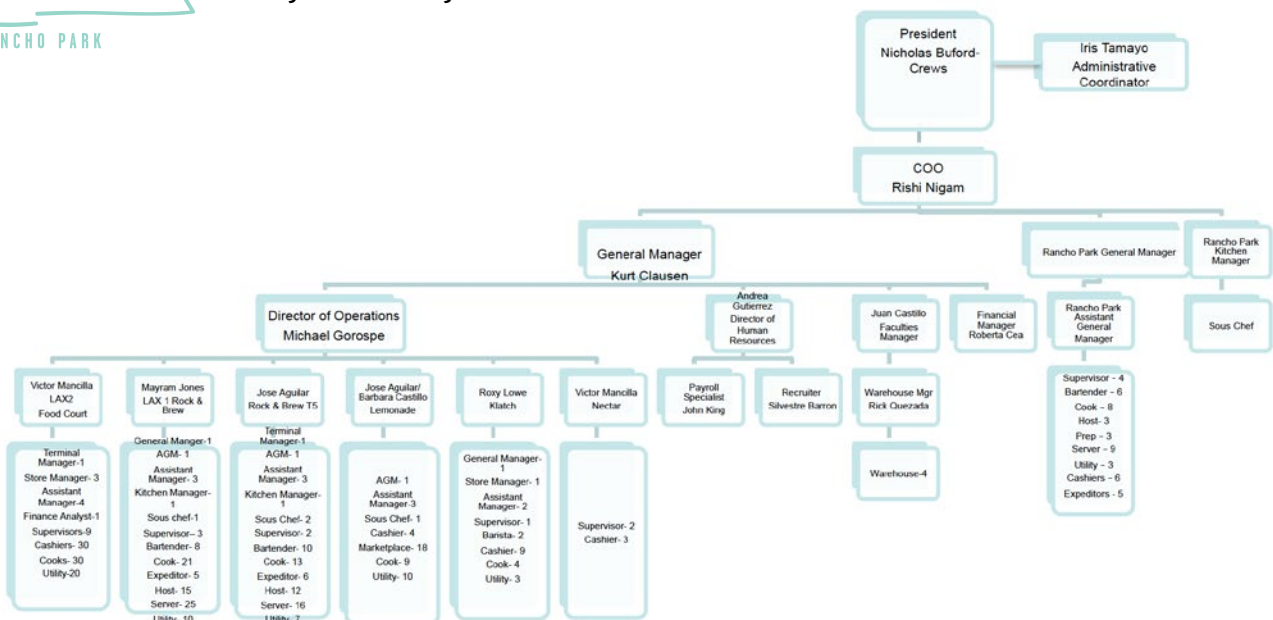 NCHO PARK
President
Nicholas Buford-
Crews
Iris Tamayo
Administrative
Coordinator
COO
Rishi Nigam
General Manager
Kurt Clausen
Rancho Park General Manager
Rancho Park
Kitchen
Manager
Director of Operations
Michael Gorospe
Andrea
Gutierrez
Director of
Human
Resources
Juan Castillo
Faculties
Manager
Financial
Manager
Roberta Cea
Rancho Park
Assistant
General
Manager
Sous Chef
Victor Mancilla
LAX2
Food Court
Mayram Jones
LAX 1 Rock &
Brew
Jose Aguilar
Rock & Brew T5
Jose Aguilar/
Barbara Castillo
Lemonade
Roxy Lowe
Klatch
Victor Mancilla
Nectar
Payroll
Specialist
John King
Recruiter
Silvestre Barron
Warehouse Mgr
Rick Quezada
Supervisor - 4
Bartender - 6
Cook - 8
Host- 3
Prep - 3
Server - 9
Utility - 3
Cashiers - 6
Expeditors - 5
Terminal
Manager-1
Store Manager- 3
Assistant
Manager-4
Finance Analyst-1
Supervisors-9
Cashiers- 30
Cooks- 30
Utility-20
General Manger-1
AGM- 1
Assistant
Manager- 3
Kitchen Manager-
1
Sous chef-1
Supervisor– 3
Bartender- 8
Cook- 21
Expeditor- 5
Host- 15
Server- 25
Utility- 10
Terminal
Manager-1
AGM- 1
Assistant
Manager- 3
Kitchen Manager-
1
Sous Chef- 2
Supervisor- 2
Bartender- 10
Cook- 13
Expeditor- 6
Host- 12
Server- 16
Utility- 7
AGM- 1
Assistant
Manager-3
Sous Chef- 1
Cashier- 4
Marketplace- 18
Cook- 9
Utility- 10
General Manager-
1
Store Manager- 1
Assistant
Manager- 2
Supervisor- 1
Barista- 2
Cashier- 9
Cook- 4
Utility- 3
Supervisor- 2
Cashier- 3
Warehouse-4